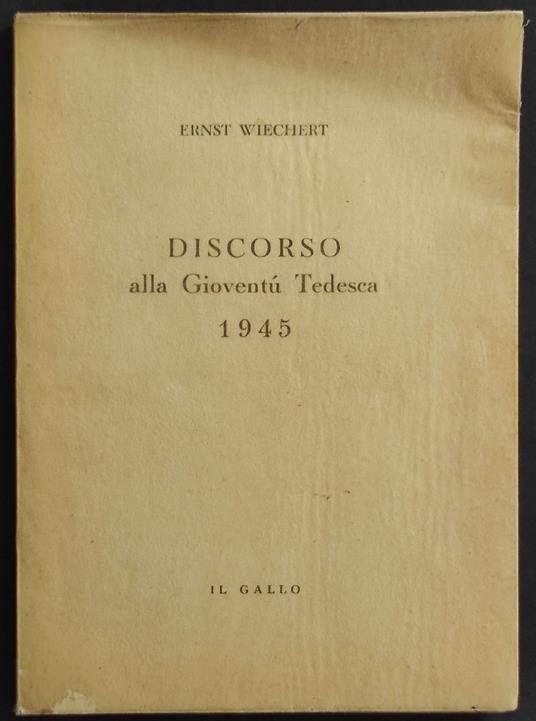 ERNST WIECHERT
DISCORSO
alla Gioventú Tedesca
1945
IL GALLO